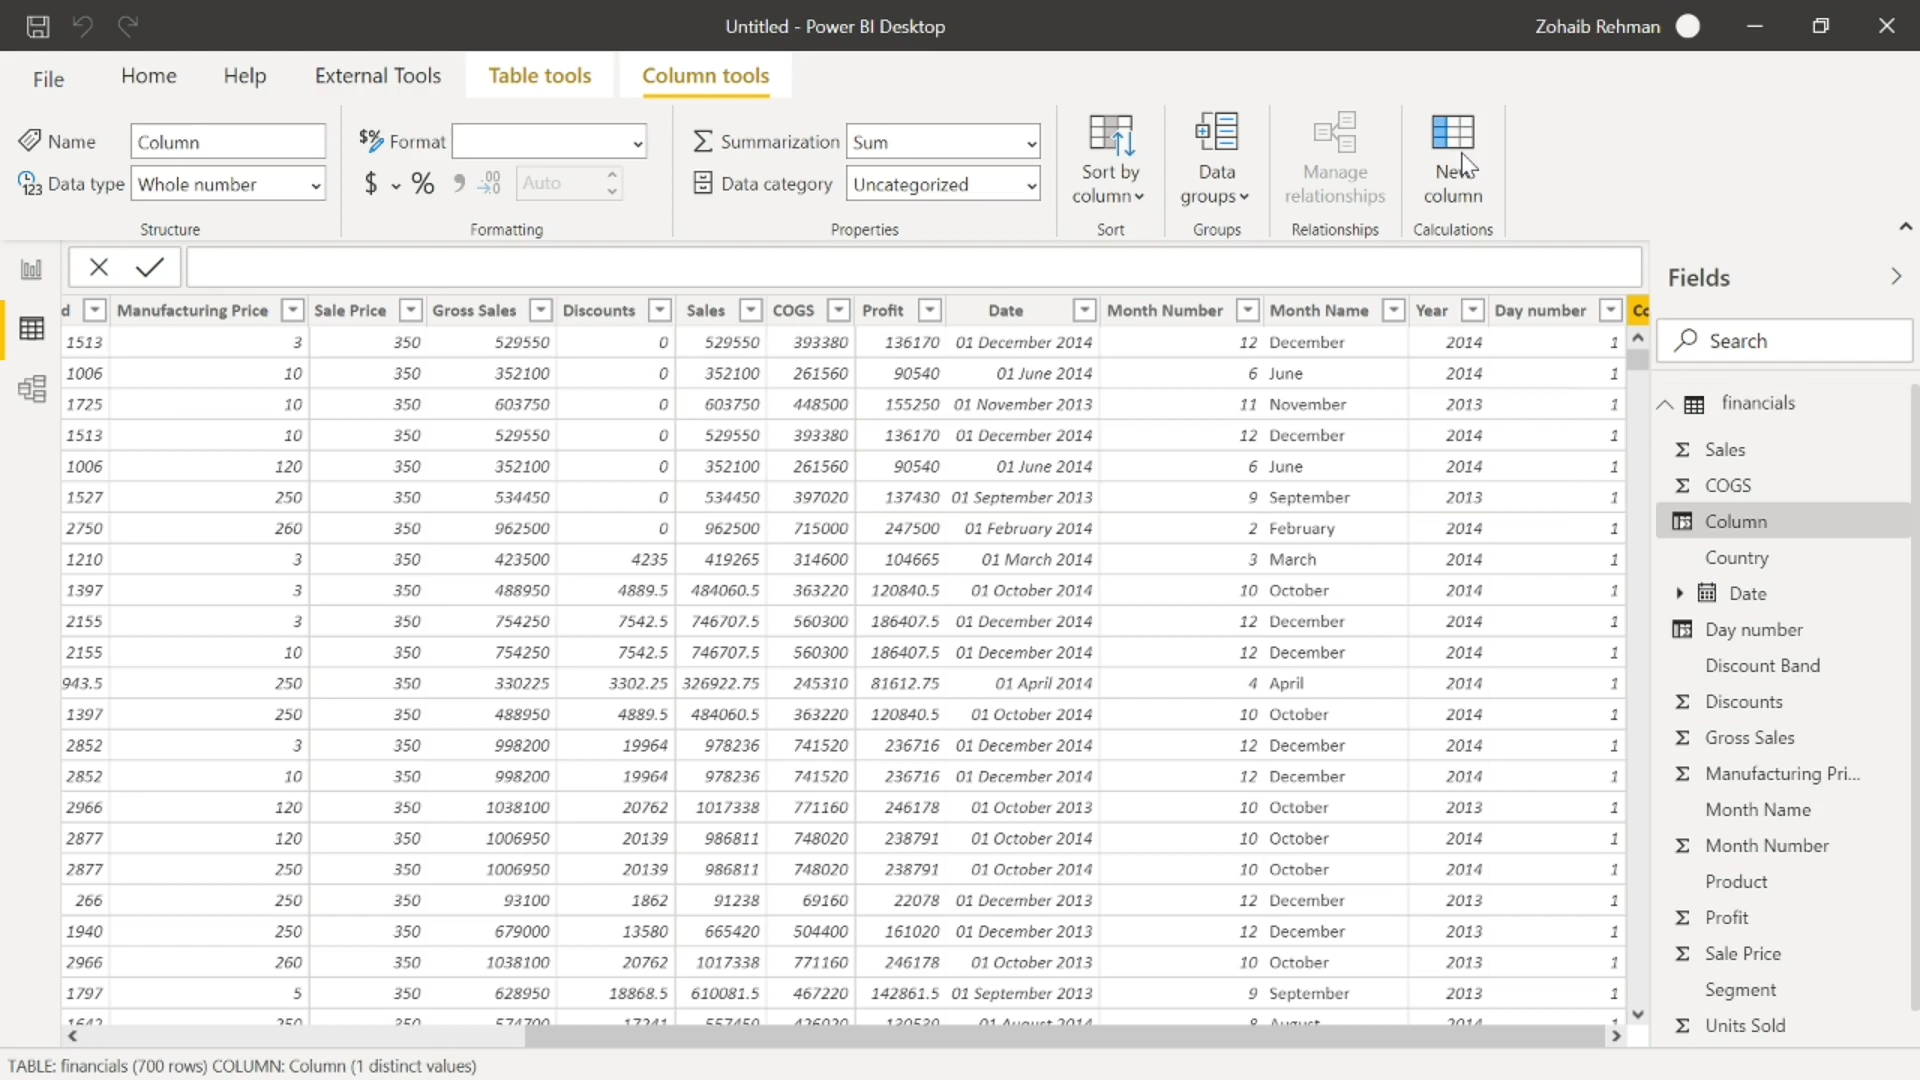 Untitled - Power BI Desktop
Zohaib Rehman
File Home Help External Tools Table tools Column tools
Name Column
Data type Whole number
Structure
$% Format
$ % Auto
Formatting
Summarization Sum
Data category Uncategorized
Properties
Sort by column
Sort
Data groups
Groups
Manage relationships
Relationships
New column
Calculations
d Manufacturing Price Sale Price Gross Sales Discounts Sales COGS Profit Date Month Number Month Name Year Day number Co
1513 3 350 529550 0 529550 393380 136170 01 December 2014 12 December 2014 1
1006 10 350 352100 0 352100 261560 90540 01 June 2014 6 June 2014 1
1725 10 350 603750 0 603750 448500 155250 01 November 2013 11 November 2013 1
1513 10 350 529550 0 529550 393380 136170 01 December 2014 12 December 2014 1
1006 120 350 352100 0 352100 261560 90540 01 June 2014 6 June 2014 1
1527 250 350 534450 0 534450 397020 137430 01 September 2013 9 September 2013 1
2750 260 350 962500 0 962500 715000 247500 01 February 2014 2 February 2014 1
1210 3 350 423500 4235 419265 314600 104665 01 March 2014 3 March 2014 1
1397 3 350 488950 4889.5 484060.5 363220 120840.5 01 October 2014 10 October 2014 1
2155 3 350 754250 7542.5 746707.5 560300 186407.5 01 December 2014 12 December 2014 1
2155 10 350 754250 7542.5 746707.5 560300 186407.5 01 December 2014 12 December 2014 1
943.5 250 350 330225 3302.25 326922.75 245310 81612.75 01 April 2014 4 April 2014 1
1397 250 350 488950 4889.5 484060.5 363220 120840.5 01 October 2014 10 October 2014 1
2852 3 350 998200 19964 978236 741520 236716 01 December 2014 12 December 2014 1
2852 10 350 998200 19964 978236 741520 236716 01 December 2014 12 December 2014 1
2966 120 350 1038100 20762 1017338 771160 246178 01 October 2013 10 October 2013 1
2877 120 350 1006950 20139 986811 748020 238791 01 October 2014 10 October 2014 1
2877 250 350 1006950 20139 986811 748020 238791 01 October 2014 10 October 2014 1
266 250 350 93100 1862 91238 69160 22078 01 December 2013 12 December 2013 1
1940 250 350 679000 13580 665420 504400 161020 01 December 2013 12 December 2013 1
2966 260 350 1038100 20762 1017338 771160 246178 01 October 2013 10 October 2013 1
1797 5 350 628950 18868.5 610081.5 467220 142861.5 01 September 2013 9 September 2013 1
1642 250 350 574700 17241 557459 426920 130539 01 August 2014 8 August 2014 1
Fields
Search
financials
Sales
COGS
Column
Country
Date
Day number
Discount Band
Discounts
Gross Sales
Manufacturing Pri...
Month Name
Month Number
Product
Profit
Sale Price
Segment
Units Sold
TABLE: financials (700 rows) COLUMN: Column (1 distinct values)